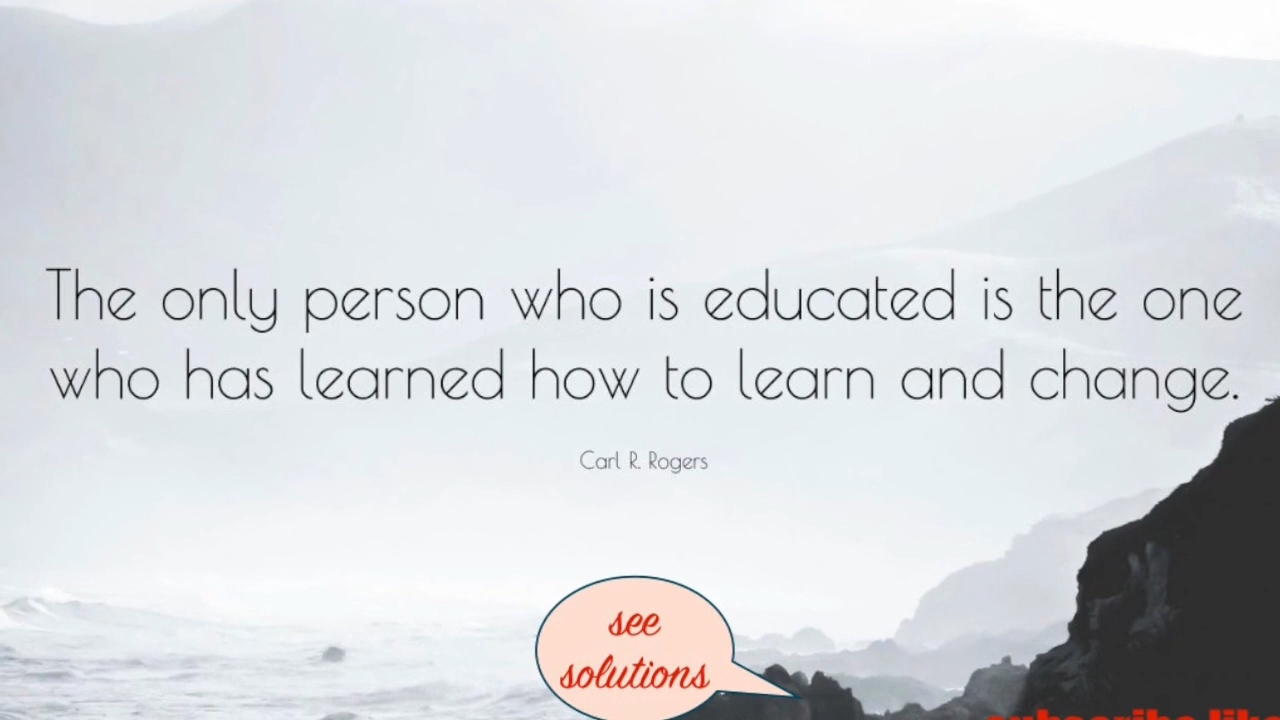 The only person who is educated is the one
who has learned how to learn and change.
Carl R. Rogers
see
solutions